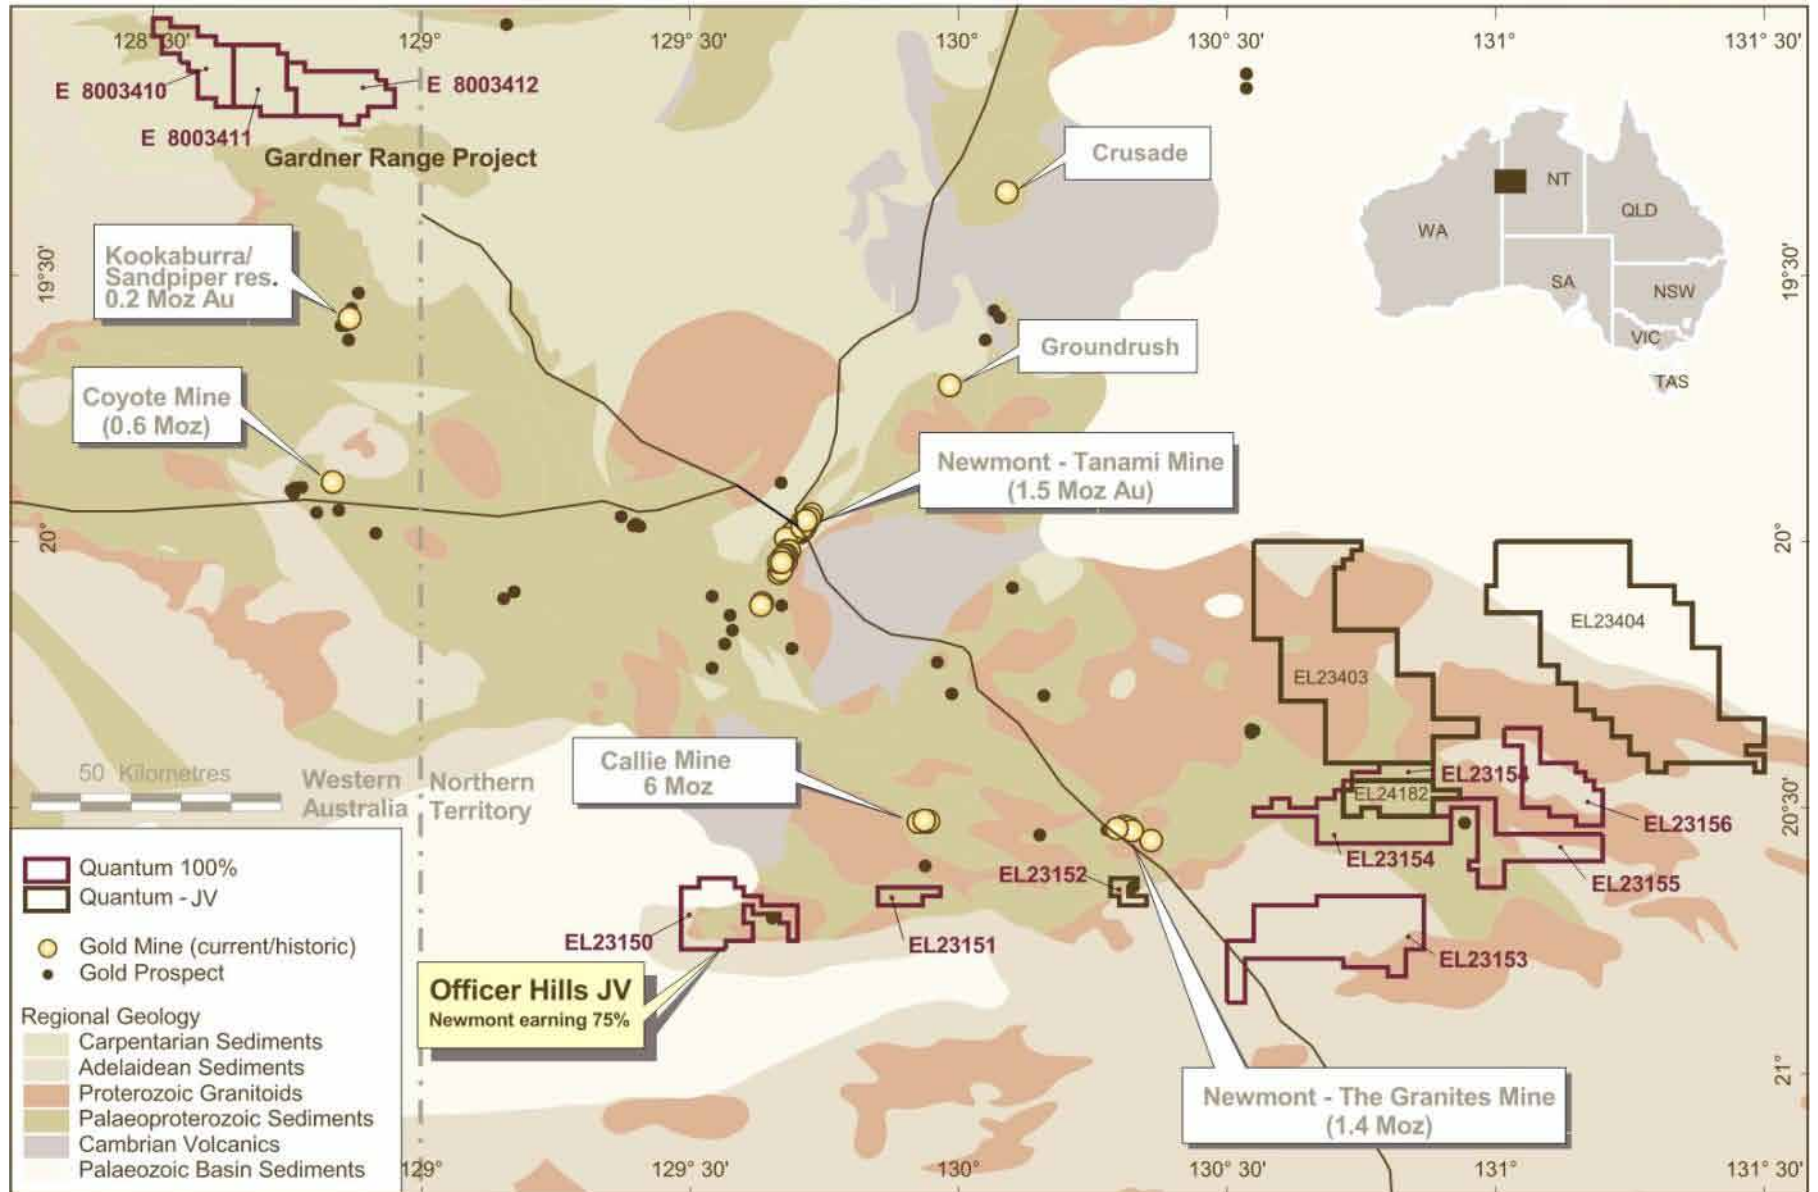 128° 30'
129°
129° 30'
130°
130° 30'
131°
131° 30'
E 8003410
E 8003412
E 8003411
Gardner Range Project
Crusade
NT
QLD
WA
SA
NSW
VIC
TAS
19°30'
19°30'
Kookaburra/
Sandpiper res.
0.2 Moz Au
Groundrush
Coyote Mine
(0.6 Moz)
Newmont - Tanami Mine
(1.5 Moz Au)
20°
20°
EL23404
EL23403
Callie Mine
6 Moz
50 Kilometres
Western
Australia
Northern
Territory
EL23154
EL24182
20°30'
EL23156
EL23154
EL23155
EL23152
EL23150
EL23151
EL23153
Quantum 100%
Quantum - JV
Gold Mine (current/historic)
Gold Prospect
Officer Hills JV
Newmont earning 75%
Regional Geology
Carpentarian Sediments
Adelaidean Sediments
Proterozoic Granitoids
Palaeoproterozoic Sediments
Cambrian Volcanics
Palaeozoic Basin Sediments
21°
Newmont - The Granites Mine
(1.4 Moz)
129°
129° 30'
130°
130° 30'
131°
131° 30'